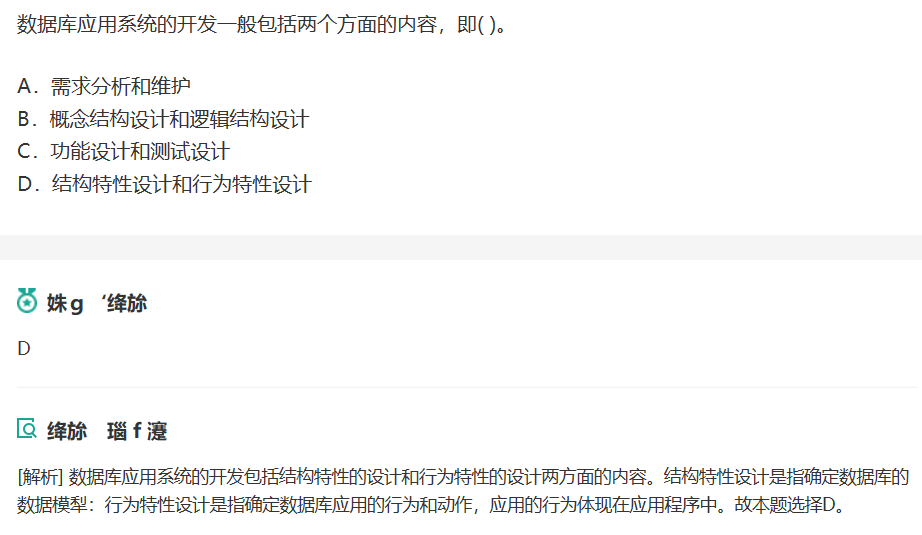 数据库应用系统的开发一般包括两个方面的内容，即( )。
A．需求分析和维护
B．概念结构设计和逻辑结构设计
C．功能设计和测试设计
D．结构特性设计和行为特性设计
姝g‘绛旀
D
绛旀 瑙f瀽
[解析] 数据库应用系统的开发包括结构特性的设计和行为特性的设计两方面的内容。结构特性设计是指确定数据库的
数据模型：行为特性设计是指确定数据库应用的行为和动作，应用的行为体现在应用程序中。故本题选择D。